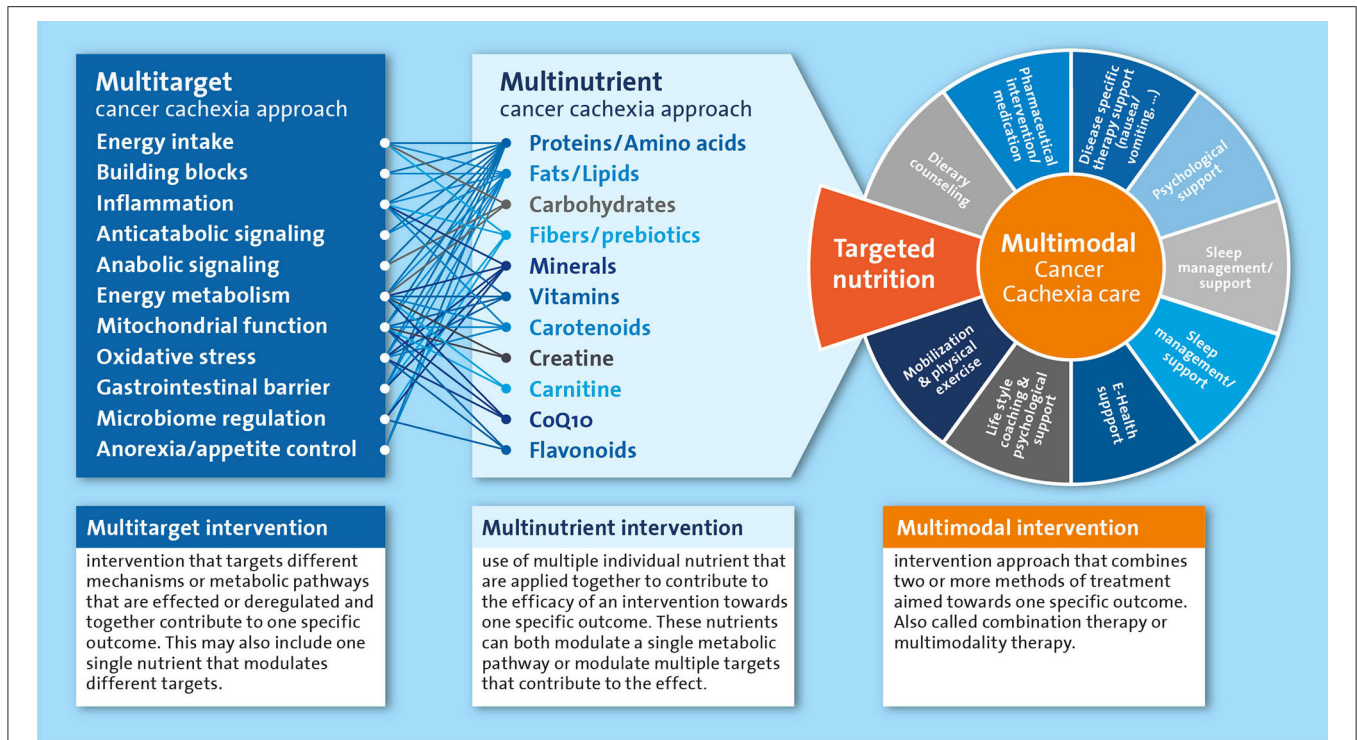 Multitarget
cancer cachexia approach
Energy intake
Building blocks
Inflammation
Anticatabolic signaling
Anabolic signaling
Energy metabolism
Mitochondrial function
Oxidative stress
Gastrointestinal barrier
Microbiome regulation
Anorexia/appetite control
Multinutrient
cancer cachexia approach
Proteins/Amino acids
Fats/Lipids
Carbohydrates
Fibers/prebiotics
Minerals
Vitamins
Carotenoids
Creatine
Carnitine
CoQ10
Flavonoids
Targeted
nutrition
Dietary
counseling
Pharmaceutical
intervention/
medication
Disease specific
therapy support
(nausea/
vomiting, ...)
Psychological
support
Sleep
management/
support
Sleep
management/
support
E-Health
suppport
Life style
coaching &
psychological
support
Mobilization
& physical
exercise
Multimodal
Cancer
Cachexia care
Multitarget intervention
intervention that targets different
mechanisms or metabolic pathways
that are effected or deregulated and
together contribute to one specific
outcome. This may also include one
single nutrient that modulates
different targets.
Multinutrient intervention
use of multiple individual nutrient that
are applied together to contribute to
the efficacy of an intervention towards
one specific outcome. These nutrients
can both modulate a single metabolic
pathway or modulate multiple targets
that contribute to the effect.
Multimodal intervention
intervention approach that combines
two or more methods of treatment
aimed towards one specific outcome.
Also called combination therapy or
multimodality therapy.